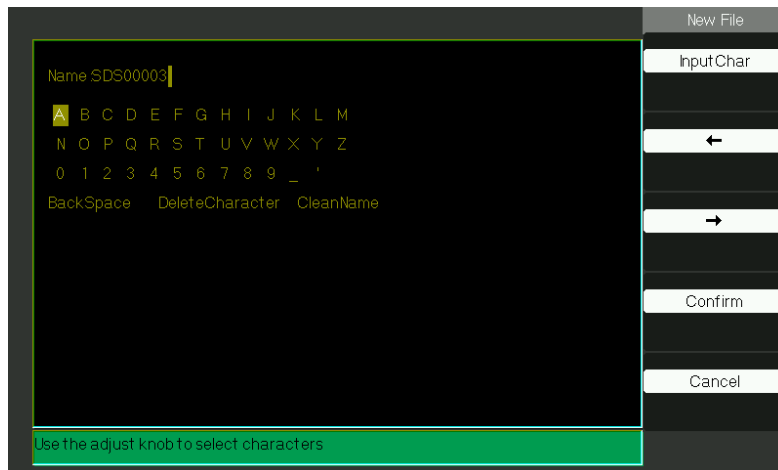 New File
InputChar
Name:SDS00003
A B C D E F G H I J K L M
N O P Q R S T U V W X Y Z
0 1 2 3 4 5 6 7 8 9 _ '
BackSpace DeleteCharacter CleanName
←
→
Confirm
Cancel
Use the adjust knob to select characters